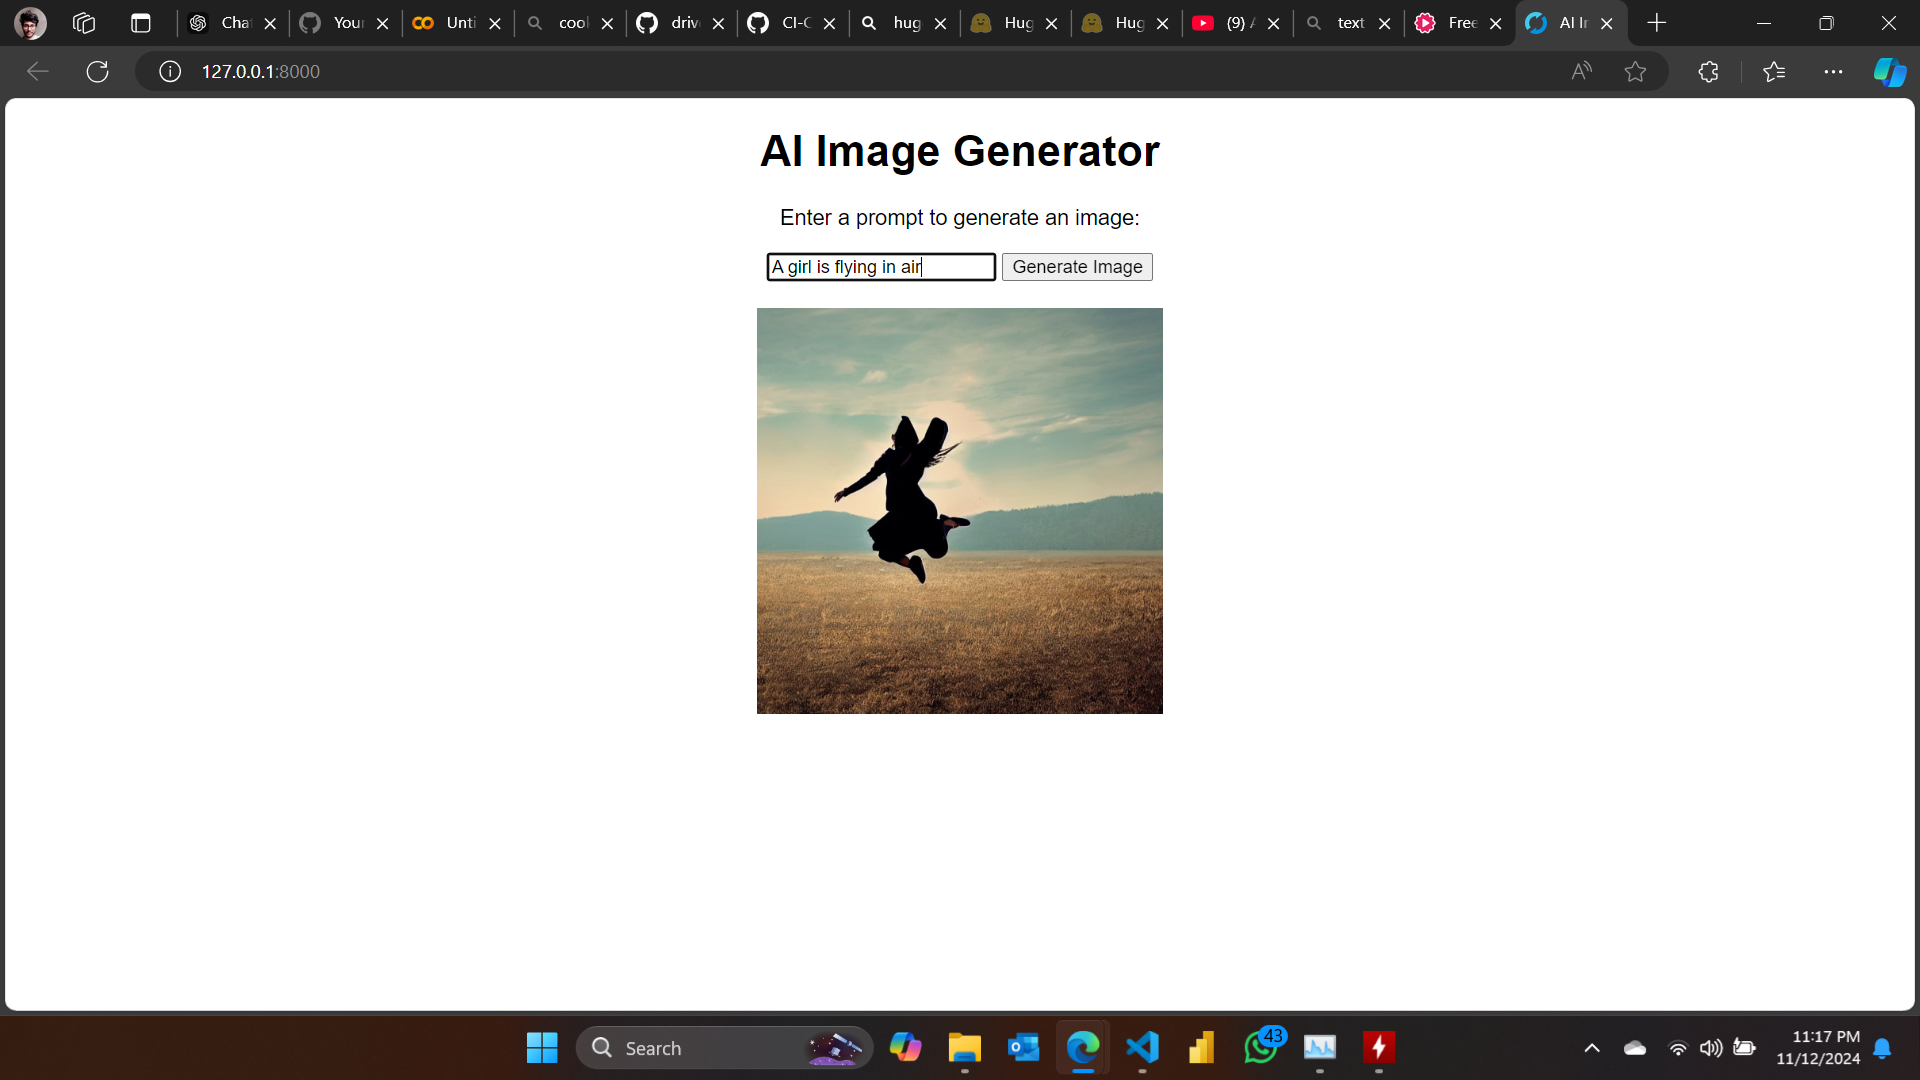 Cha
Your
Unti
cool
driv
CI-C
hug
Hug
Hug
(9) A
text
Free
AI Ir
127.0.0.1:8000
AI Image Generator
Enter a prompt to generate an image:
A girl is flying in air
Generate Image
Search
43
11:17 PM
11/12/2024